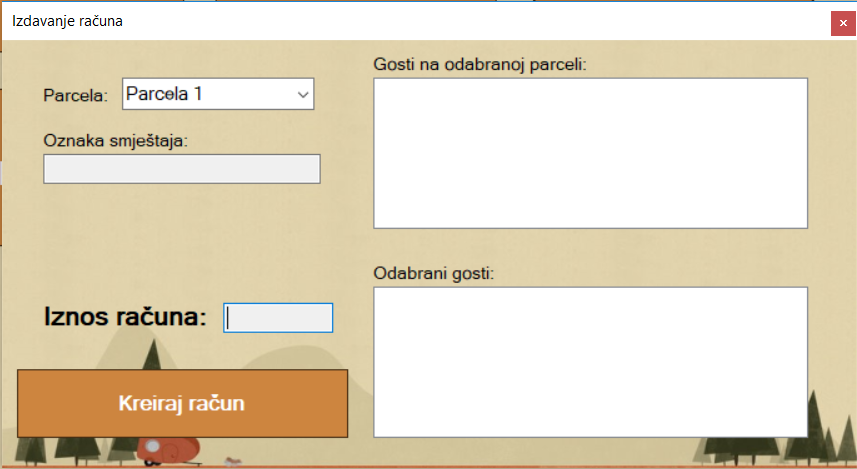 Izdavanje računa
Parcela:
Parcela 1
Oznaka smještaja:
Iznos računa:
Kreiraj račun
Gosti na odabranoj parceli:
Odabrani gosti: